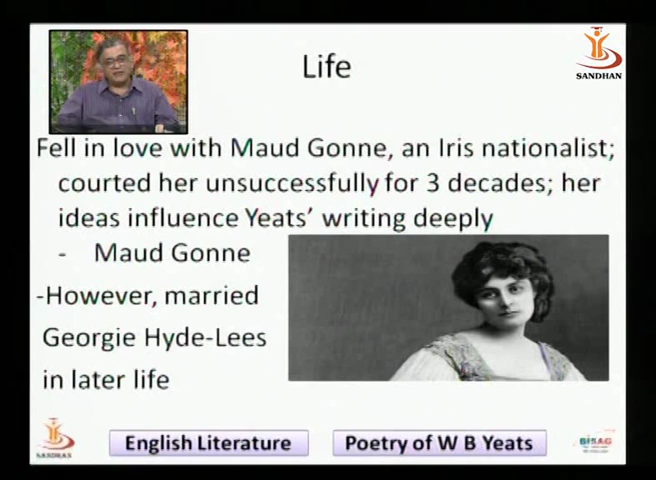 Life
SANDHAN
Fell in love with Maud Gonne, an Iris nationalist;
courted her unsuccessfully for 3 decades; her
ideas influence Yeats' writing deeply
- Maud Gonne
-However, married
Georgie Hyde-Lees
in later life
SANDHAN
English Literature
Poetry of W B Yeats
BISAG